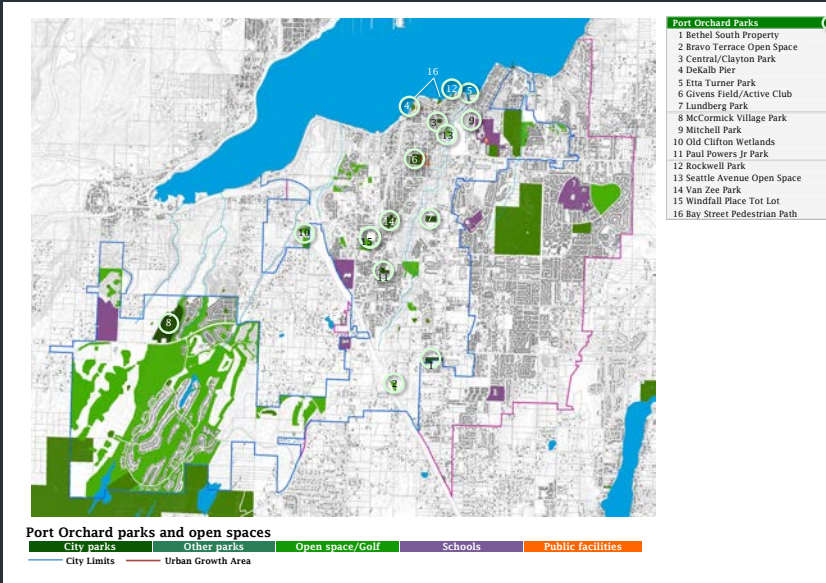 Port Orchard Parks
1 Bethel South Property
2 Bravo Terrace Open Space
3 Central/Clayton Park
4 DeKalb Pier
5 Etta Turner Park
6 Givens Field/Active Club
7 Lundberg Park
8 McCormick Village Park
9 Mitchell Park
10 Old Clifton Wetlands
11 Paul Powers Jr Park
12 Rockwell Park
13 Seattle Avenue Open Space
14 Van Zee Park
15 Windfall Place Tot Lot
16 Bay Street Pedestrian Path
16
12
5
4
3
9
13
6
14
7
10
15
11
8
1
2
Port Orchard parks and open spaces
City parks Other parks Open space/Golf Schools Public facilities
City Limits Urban Growth Area